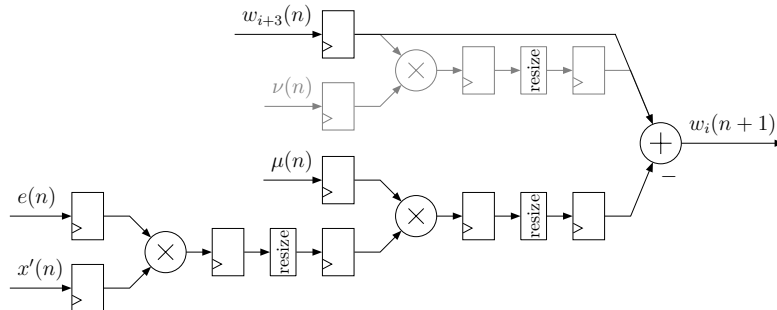 w_{i+3}(n)
resize
ν(n)
w_i(n+1)
μ(n)
−
e(n)
resize
resize
x′(n)